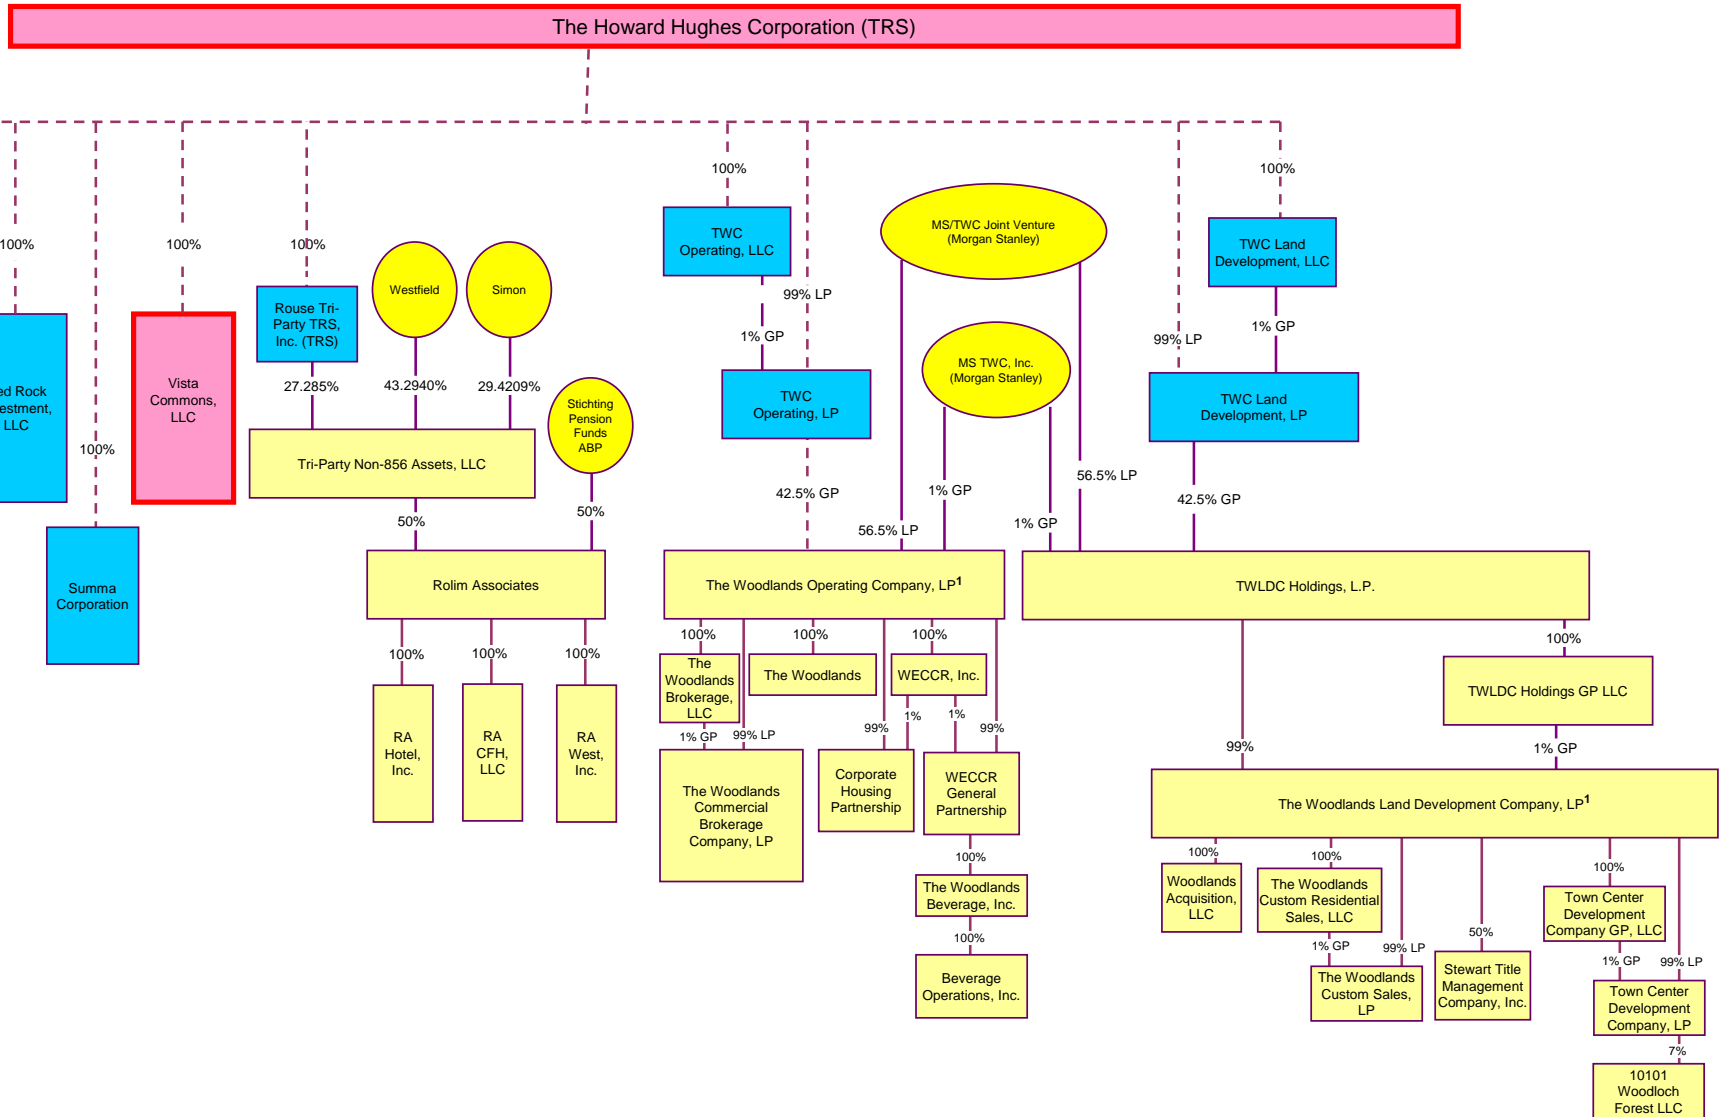 The Howard Hughes Corporation (TRS)
100%
100%
100%
100%
100%
100%
99% LP
1% GP
99% LP
1% GP
ed Rock
estment,
LLC
Summa
Corporation
Vista
Commons,
LLC
Rouse Tri-
Party TRS,
Inc. (TRS)
Westfield
Simon
27.285%
43.2940%
29.4209%
Stichting
Pension
Funds
ABP
Tri-Party Non-856 Assets, LLC
50%
50%
Rolim Associates
100%
100%
100%
RA
Hotel,
Inc.
RA
CFH,
LLC
RA
West,
Inc.
TWC
Operating, LLC
TWC
Operating, LP
MS/TWC Joint Venture
(Morgan Stanley)
MS TWC, Inc.
(Morgan Stanley)
TWC Land
Development, LLC
TWC Land
Development, LP
42.5% GP
56.5% LP
1% GP
1% GP
56.5% LP
42.5% GP
The Woodlands Operating Company, LP1
TWLDC Holdings, L.P.
100%
100%
100%
The
Woodlands
Brokerage,
LLC
The Woodlands
WECCR, Inc.
1% GP
99% LP
99%
1%
1%
99%
The Woodlands
Commercial
Brokerage
Company, LP
Corporate
Housing
Partnership
WECCR
General
Partnership
100%
The Woodlands
Beverage, Inc.
100%
Beverage
Operations, Inc.
100%
TWLDC Holdings GP LLC
99%
1% GP
The Woodlands Land Development Company, LP1
100%
100%
50%
100%
Woodlands
Acquisition,
LLC
The Woodlands
Custom Residential
Sales, LLC
1% GP
99% LP
The Woodlands
Custom Sales,
LP
Stewart Title
Management
Company, Inc.
Town Center
Development
Company GP, LLC
1% GP
99% LP
Town Center
Development
Company, LP
7%
10101
Woodloch
Forest LLC